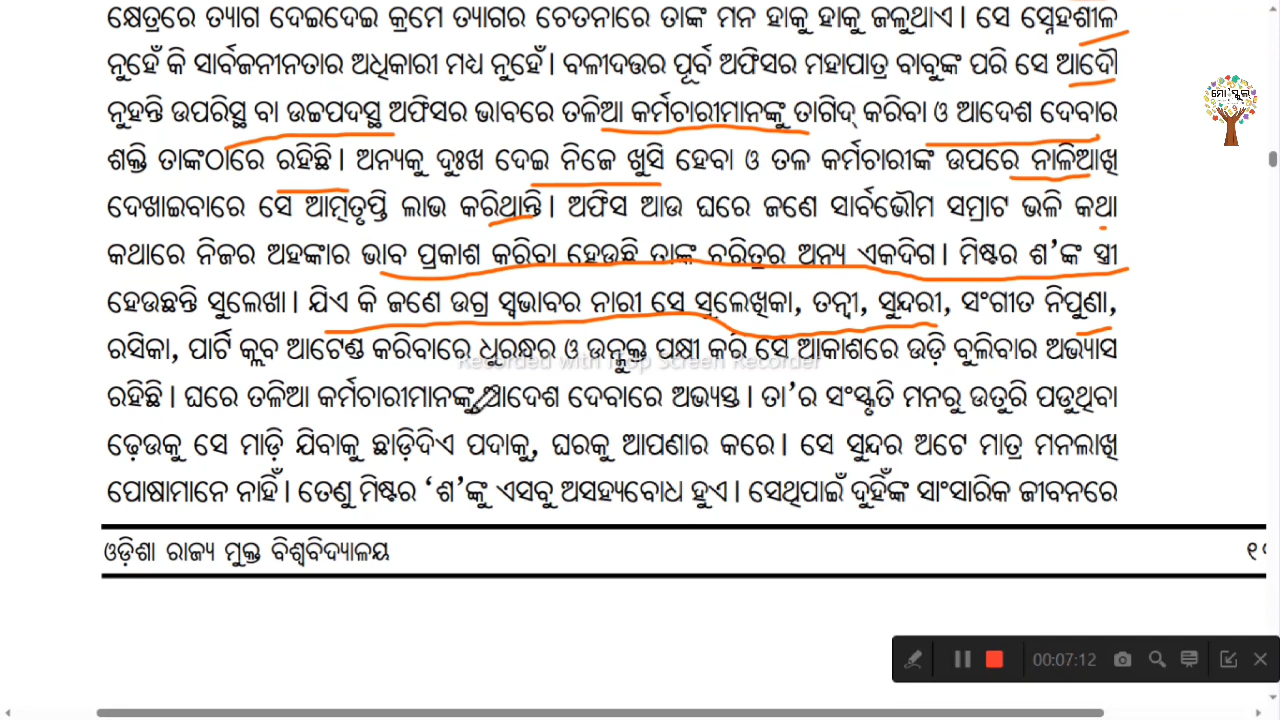 କ୍ଷେତ୍ରରେ ତ୍ୟାଗ ଦେଇଦେଇ କ୍ରମେ ତ୍ୟାଗର ଚେତନାରେ ତାଙ୍କ ମନ ହାକୁ ହାକୁ ଜଳୁଥାଏ । ସେ ସ୍ନେହଶୀଳ
ନୁହେଁ କି ସାର୍ବଜନୀନତାର ଅଧିକାରୀ ମଧ୍ୟ ନୁହେଁ । ବଳୀଦତ୍ତର ପୂର୍ବ ଅଫିସର ମହାପାତ୍ର ବାବୁଙ୍କ ପରି ସେ ଆଦୌ
ନୁହନ୍ତି ଉପରିସ୍ଥ ବା ଉଚ୍ଚପଦସ୍ଥ ଅଫିସର ଭାବରେ ତଳିଆ କର୍ମଚାରୀମାନଙ୍କୁ ତାଗିଦ୍ କରିବା ଓ ଆଦେଶ ଦେବାର
ଶକ୍ତି ତାଙ୍କଠାରେ ରହିଛି । ଅନ୍ୟକୁ ଦୁଃଖ ଦେଇ ନିଜେ ଖୁସି ହେବା ଓ ତଳ କର୍ମଚାରୀଙ୍କ ଉପରେ ନାଳିଆଖି
ଦେଖାଇବାରେ ସେ ଆତ୍ମତୃପ୍ତି ଲାଭ କରିଥାନ୍ତି । ଅଫିସ ଆଉ ଘରେ ଜଣେ ସାର୍ବଭୌମ ସମ୍ରାଟ ଭଳି କଥା
କଥାରେ ନିଜର ଅହଙ୍କାର ଭାବ ପ୍ରକାଶ କରିବା ହେଉଛି ତାଙ୍କ ଚରିତ୍ରର ଅନ୍ୟ ଏକଦିଗ । ମିଷ୍ଟର ଶ’ଙ୍କ ସ୍ତ୍ରୀ
ହେଉଛନ୍ତି ସୁଲେଖା । ଯିଏ କି ଜଣେ ଉଗ୍ର ସ୍ୱଭାବର ନାରୀ ସେ ସୁଲେଖିକା, ତନ୍ୱୀ, ସୁନ୍ଦରୀ, ସଂଗୀତ ନିପୁଣା,
ରସିକା, ପାର୍ଟି କ୍ଲବ ଆଟେଣ୍ଡ କରିବାରେ ଧୁରନ୍ଧର ଓ ଉନ୍ମୁକ୍ତ ପକ୍ଷୀ କରି ସେ ଆକାଶରେ ଉଡ଼ି ବୁଲିବାର ଅଭ୍ୟାସ
Recorded with iTop Screen Recorder
ରହିଛି । ଘରେ ତଳିଆ କର୍ମଚାରୀମାନଙ୍କୁ ଆଦେଶ ଦେବାରେ ଅଭ୍ୟସ୍ତ । ତା’ର ସଂସ୍କୃତି ମନରୁ ଉତୁରି ପଡୁଥିବା
ଢ଼େଉକୁ ସେ ମାଡ଼ି ଯିବାକୁ ଛାଡ଼ିଦିଏ ପଦାକୁ, ଘରକୁ ଆପଣାର କରେ । ସେ ସୁନ୍ଦର ଅଟେ ମାତ୍ର ମନଲାଖି
ପୋଷାମାନେ ନାହିଁ । ତେଣୁ ମିଷ୍ଟର ‘ଶ’ଙ୍କୁ ଏସବୁ ଅସହ୍ୟବୋଧ ହୁଏ । ସେଥିପାଇଁ ଦୁହିଁଙ୍କ ସାଂସାରିକ ଜୀବନରେ
ଓଡ଼ିଶା ରାଜ୍ୟ ମୁକ୍ତ ବିଶ୍ୱବିଦ୍ୟାଳୟ
ମୋ ସ୍କୁଲ
00:07:12